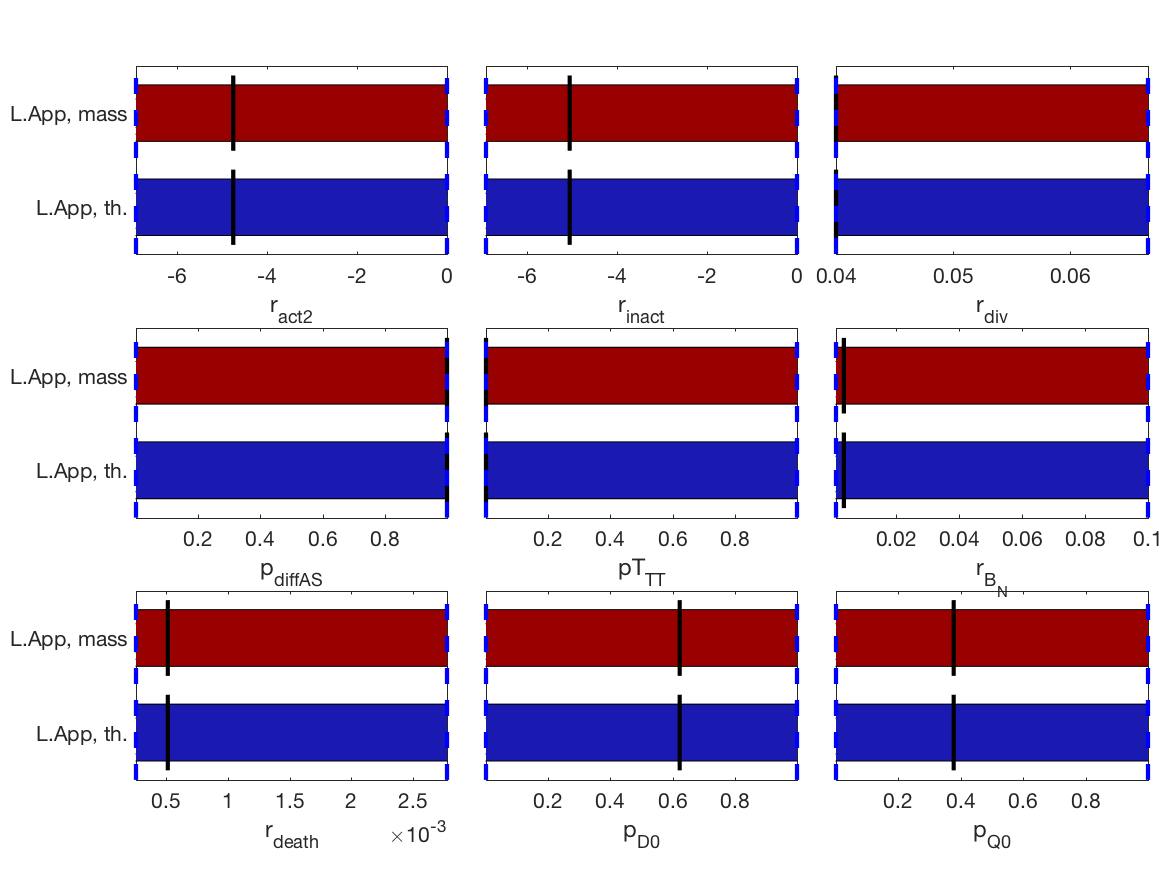 L.App, mass
L.App, th.
-6 -4 -2 0
r_act2
-6 -4 -2 0
r_inact
0.04 0.05 0.06
r_div
L.App, mass
L.App, th.
0.2 0.4 0.6 0.8
p_diffAS
0.2 0.4 0.6 0.8
pT_TT
0.02 0.04 0.06 0.08 0.1
r_B_N
L.App, mass
L.App, th.
0.5 1 1.5 2 2.5
r_death ×10^-3
0.2 0.4 0.6 0.8
p_D0
0.2 0.4 0.6 0.8
p_Q0